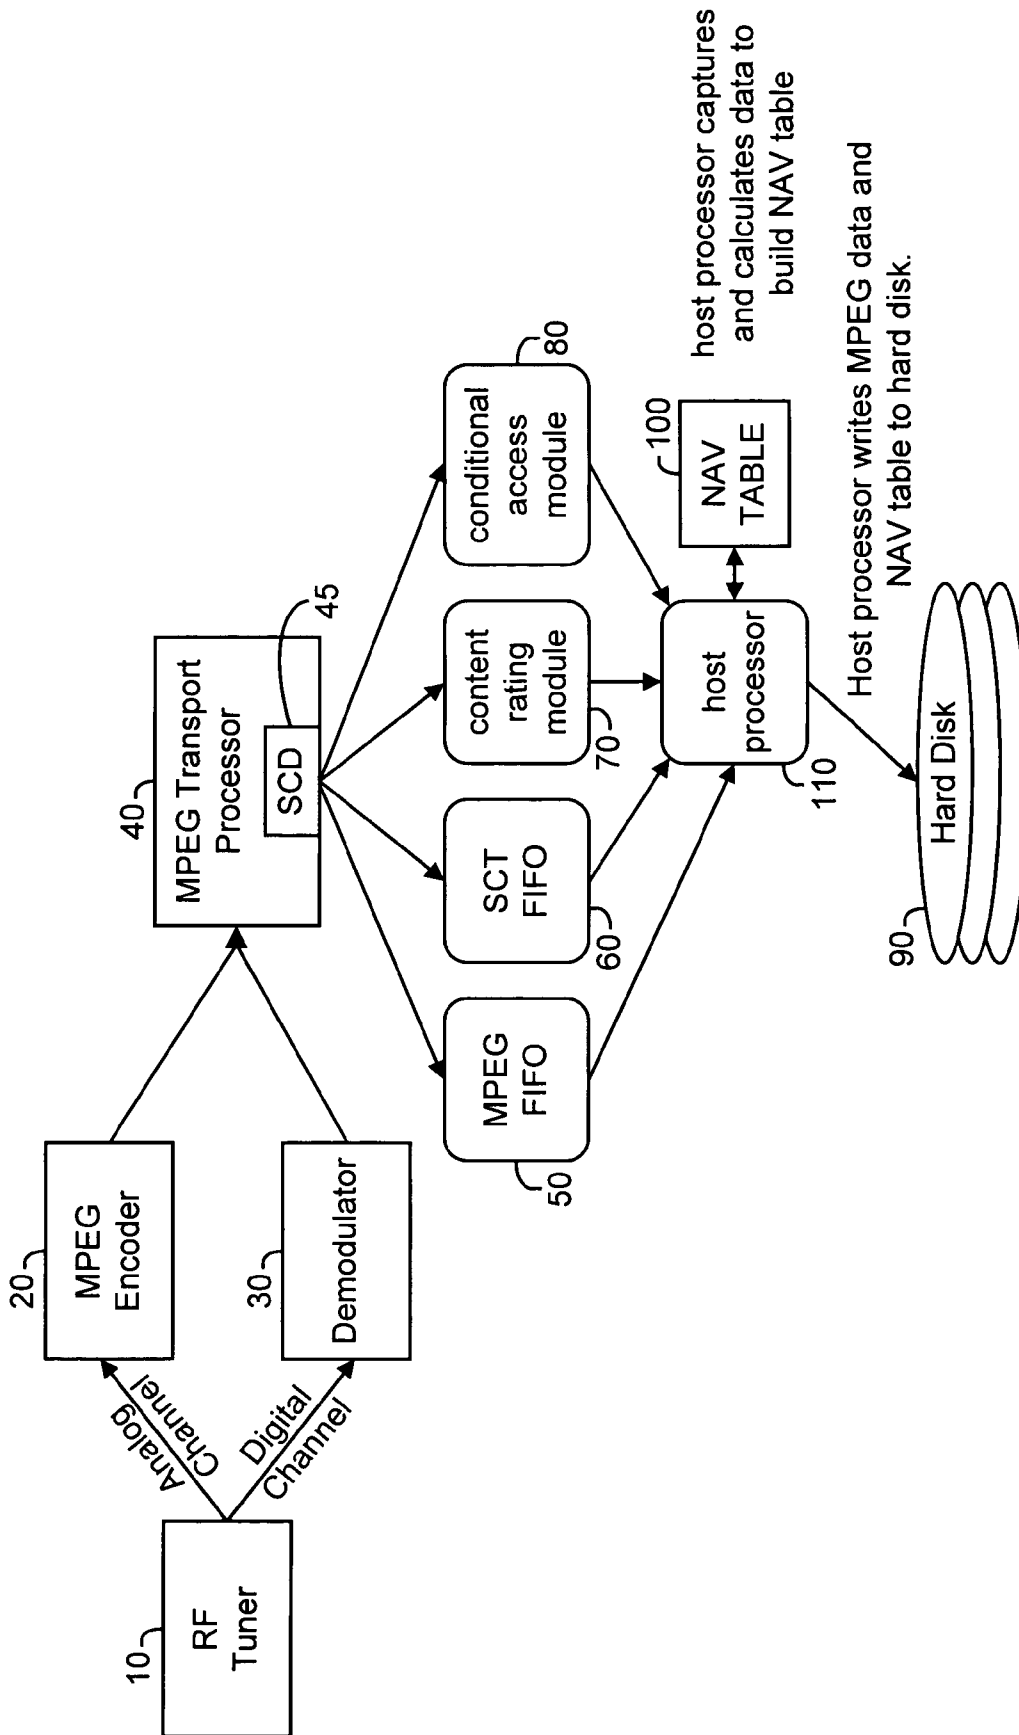 10
RF
Tuner
Analog
Channel
Digital
Channel
20
MPEG
Encoder
30
Demodulator
40
MPEG Transport
Processor
SCD
45
MPEG
FIFO
50
SCT
FIFO
60
content
rating
module
70
conditional
access
module
80
host
processor
110
100
NAV
TABLE
host processor captures
and calculates data to
build NAV table
Host processor writes MPEG data and
NAV table to hard disk.
90
Hard Disk